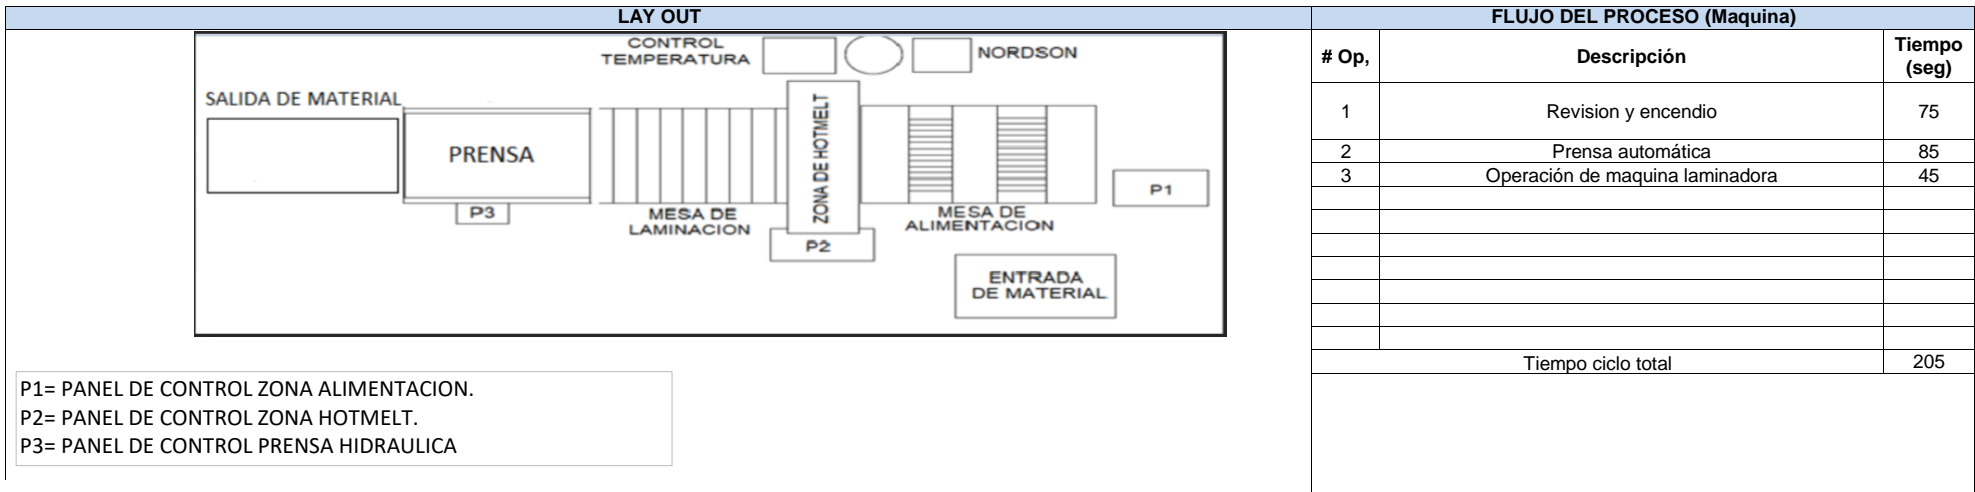 LAY OUT
CONTROL
TEMPERATURA
NORDSON
SALIDA DE MATERIAL
PRENSA
ZONA DE HOTMELT
P1
P3
MESA DE
LAMINACION
MESA DE
ALIMENTACION
P2
ENTRADA
DE MATERIAL
P1= PANEL DE CONTROL ZONA ALIMENTACION.
P2= PANEL DE CONTROL ZONA HOTMELT.
P3= PANEL DE CONTROL PRENSA HIDRAULICA
FLUJO DEL PROCESO (Maquina)
# Op, Descripción Tiempo (seg)
1 Revision y encendio 75
2 Prensa automática 85
3 Operación de maquina laminadora 45
Tiempo ciclo total 205